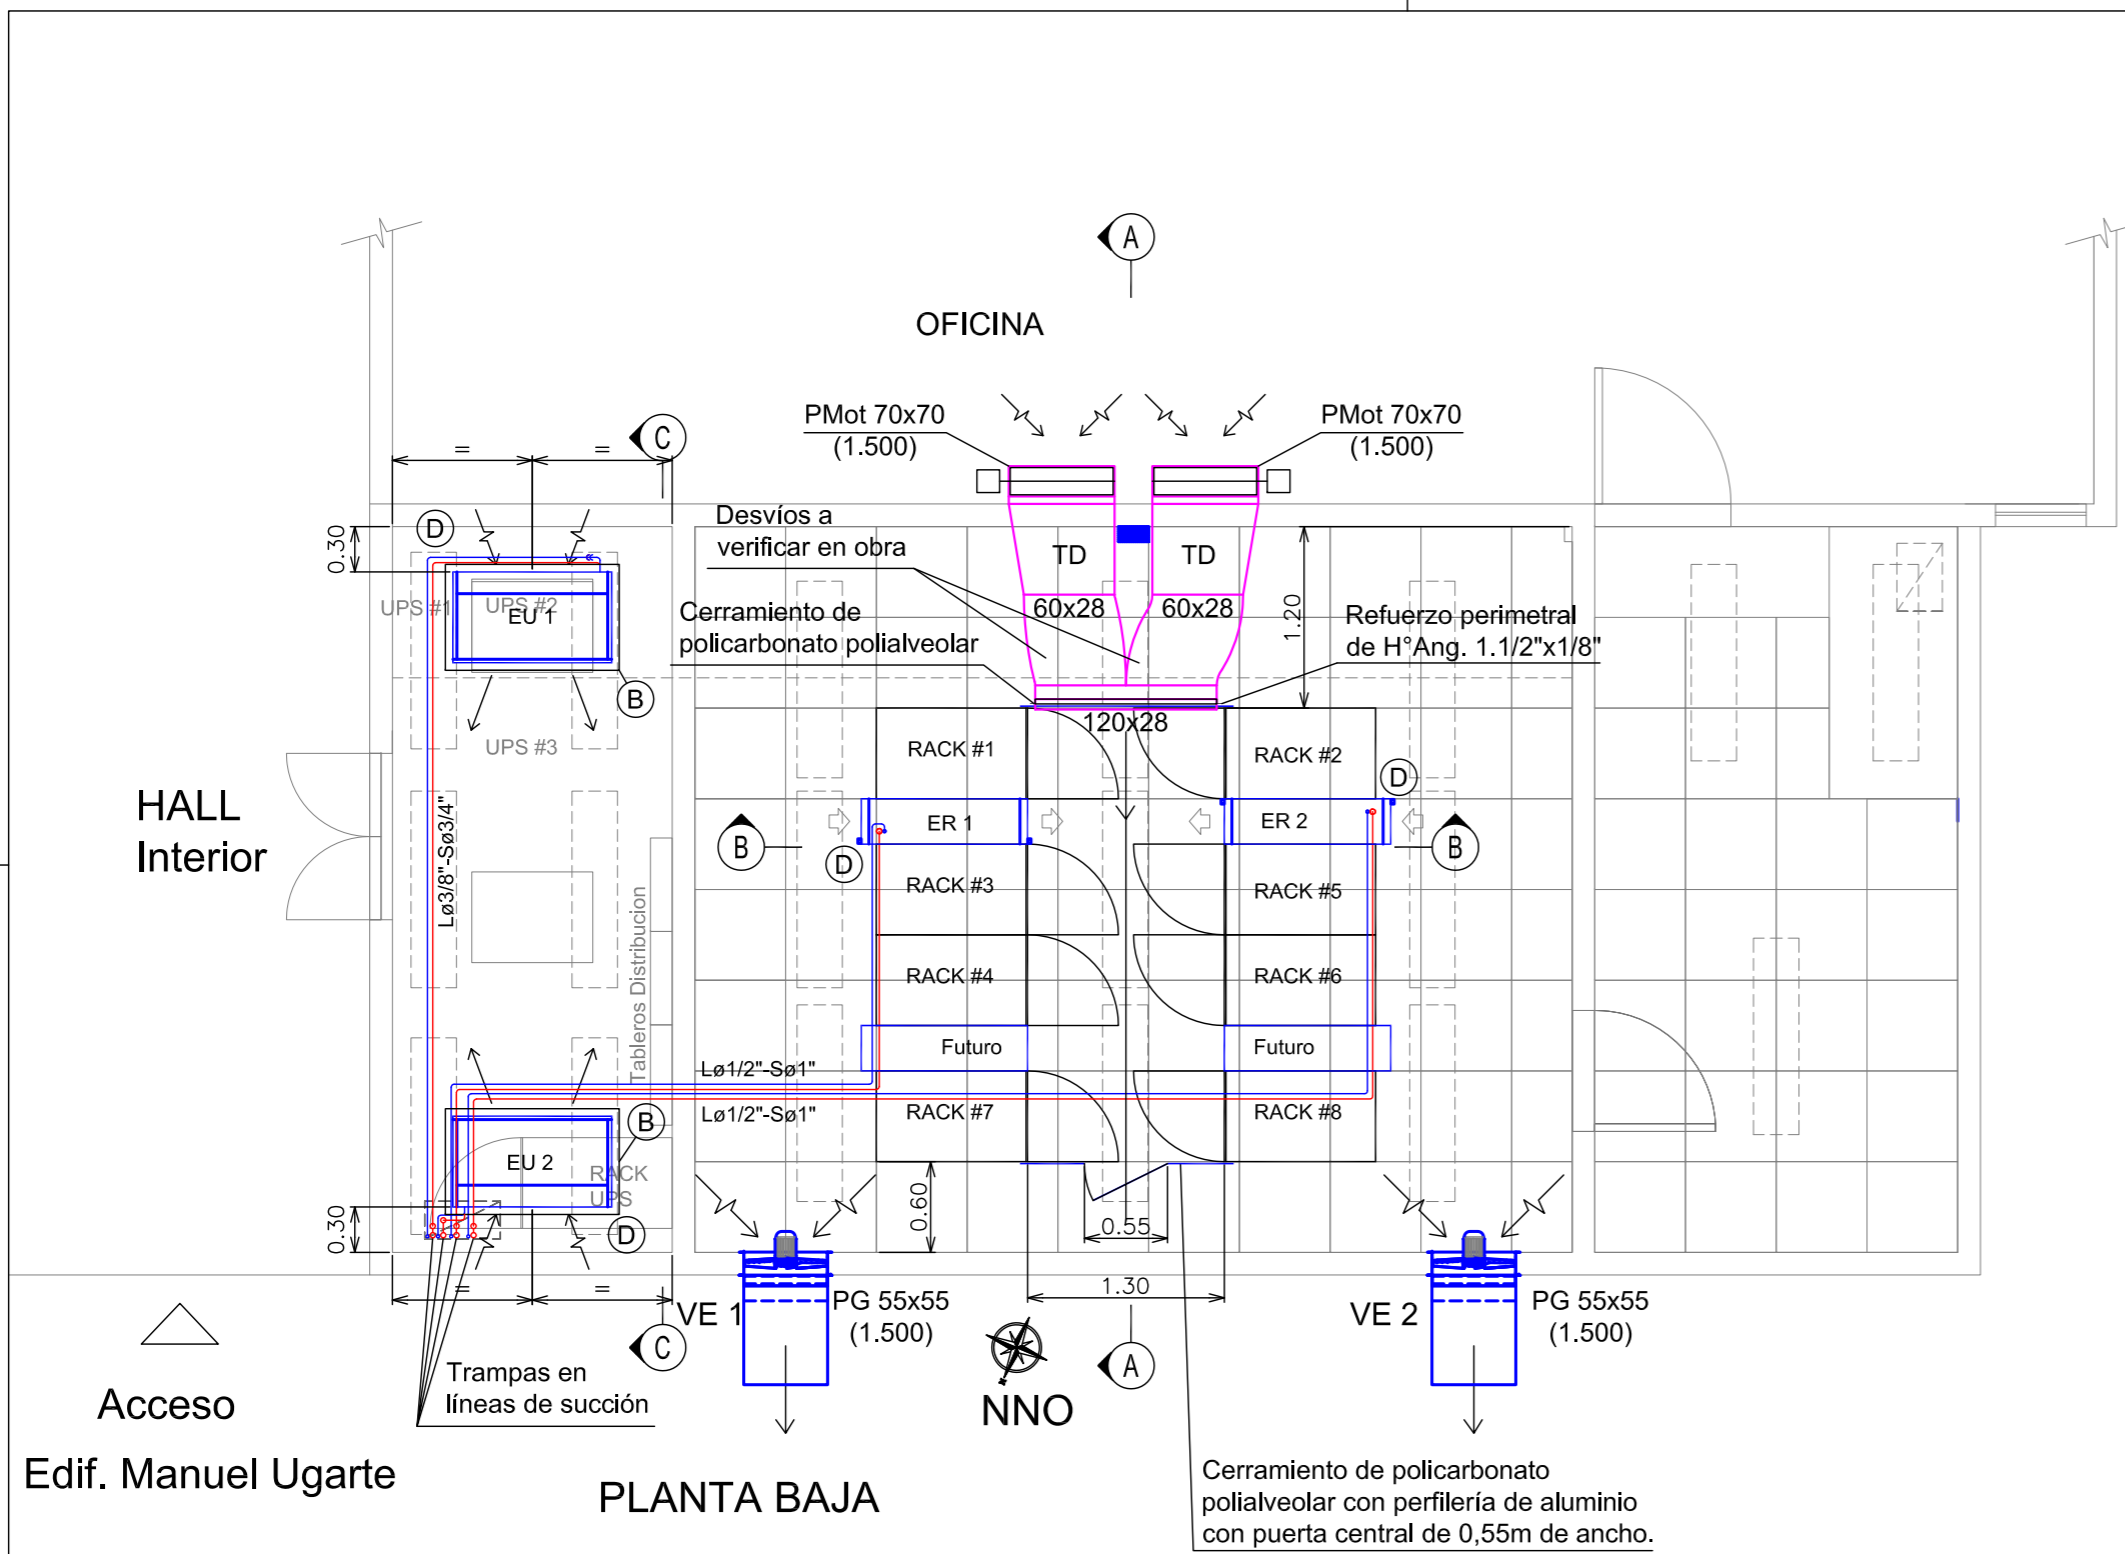 A
OFICINA
PMot 70x70
(1.500)
PMot 70x70
(1.500)
C
=
=
D
0.30
Desvíos a
verificar en obra
TD
TD
60x28
60x28
1.20
UPS #1
UPS #2
EU 1
Cerramiento de
policarbonato polialveolar
Refuerzo perimetral
de H°Ang. 1.1/2"x1/8"
B
120x28
UPS #3
RACK #1
RACK #2
D
HALL
Interior
Lø3/8"-Sø3/4"
ER 1
ER 2
B
B
D
RACK #3
RACK #5
Tableros Distribucion
RACK #4
RACK #6
Futuro
Futuro
Lø1/2"-Sø1"
Lø1/2"-Sø1"
RACK #7
RACK #8
B
EU 2
RACK
UPS
0.30
D
0.60
0.55
=
=
1.30
VE 1
PG 55x55
(1.500)
VE 2
PG 55x55
(1.500)
C
A
Trampas en
líneas de succión
NNO
Acceso
Edif. Manuel Ugarte
PLANTA BAJA
Cerramiento de policarbonato
polialveolar con perfilería de aluminio
con puerta central de 0,55m de ancho.